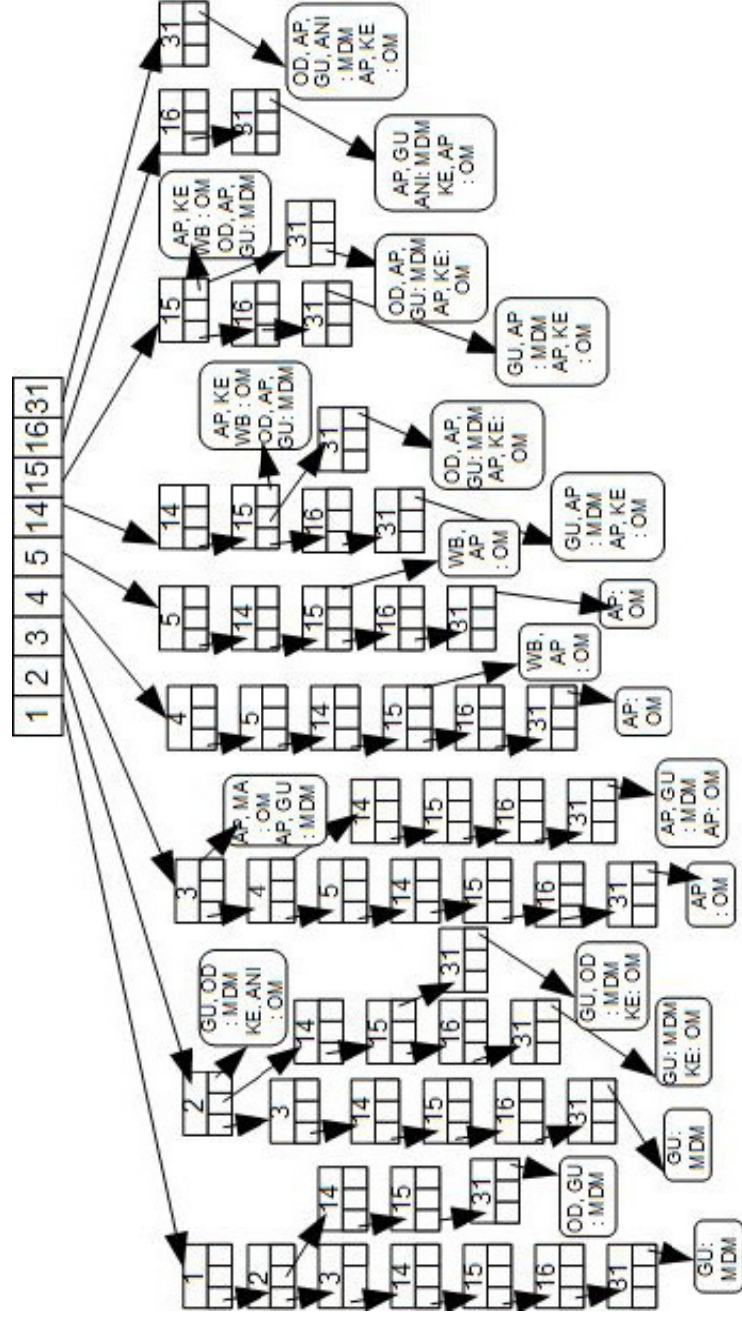 1 2 3 4 5 14 15 16 31
1
2
3
14
15
16
31
GU:
MDM
14
15
31
OD, GU
: MDM
2
GU, OD
: MDM
KE, ANI
: OM
3
14
15
16
31
GU:
MDM
14
15
16
31
GU: MDM
KE: OM
31
GU, OD
: MDM
KE: OM
3
AP, MA
: OM
AP, GU
: MDM
4
5
14
15
16
31
AP
: OM
14
15
16
31
AP, GU
: MDM
AP: OM
4
5
14
15
16
31
WB,
AP
: OM
AP:
OM
5
14
15
16
31
WB,
AP
: OM
AP:
OM
14
15
16
31
AP, KE
WB : OM
OD, AP,
GU: MDM
31
OD, AP,
GU: MDM
AP, KE:
OM
GU, AP
: MDM
AP, KE
: OM
15
16
31
AP, KE
WB : OM
OD, AP,
GU: MDM
31
OD, AP,
GU: MDM
AP, KE:
OM
GU, AP
: MDM
AP, KE
: OM
16
31
AP, GU
ANI: MDM
KE, AP
: OM
31
OD, AP,
GU, ANI
: MDM
AP, KE
: OM